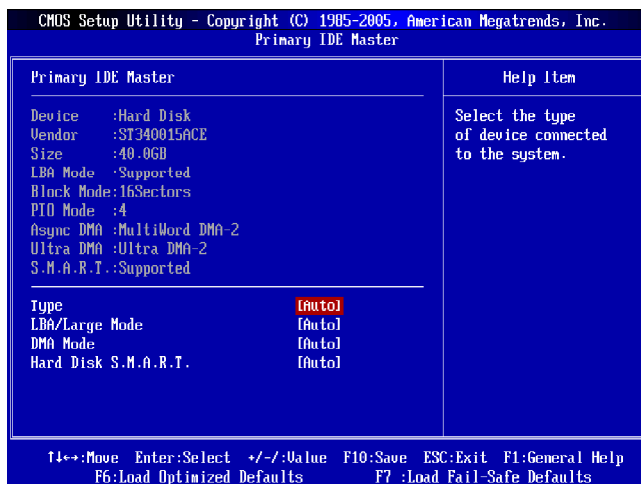 CMOS Setup Utility - Copyright (C) 1985-2005, American Megatrends, Inc.
Primary IDE Master
Primary IDE Master
Device :Hard Disk
Vendor :ST340015ACE
Size :40.0GB
LBA Mode :Supported
Block Mode:16Sectors
PIO Mode :4
Async DMA :MultiWord DMA-2
Ultra DMA :Ultra DMA-2
S.M.A.R.T.:Supported
Type [Auto]
LBA/Large Mode [Auto]
DMA Mode [Auto]
Hard Disk S.M.A.R.T. [Auto]
Help Item
Select the type
of device connected
to the system.
↑↓←→:Move Enter:Select +/-/:Value F10:Save ESC:Exit F1:General Help
F6:Load Optimized Defaults F7 :Load Fail-Safe Defaults